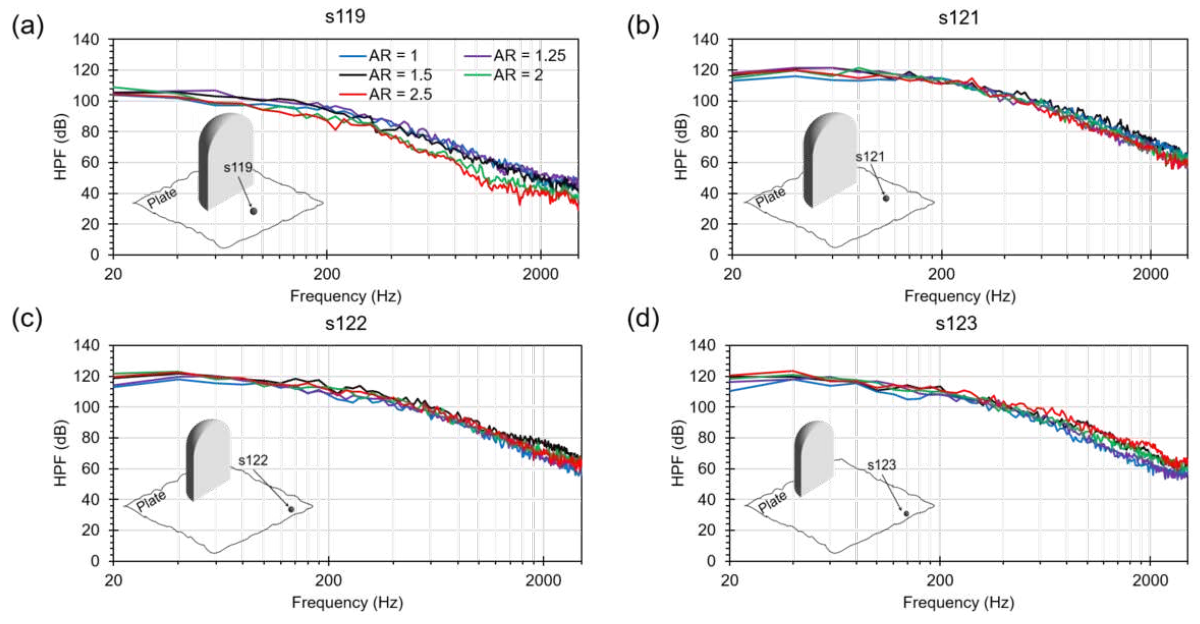 (a)
s119
140
120
100
80
60
40
20
0
HPF (dB)
AR = 1
AR = 1.25
AR = 1.5
AR = 2
AR = 2.5
s119
Plate
20
200
2000
Frequency (Hz)
(b)
s121
140
120
100
80
60
40
20
0
HPF (dB)
s121
Plate
20
200
2000
Frequency (Hz)
(c)
s122
140
120
100
80
60
40
20
0
HPF (dB)
s122
Plate
20
200
2000
Frequency (Hz)
(d)
s123
140
120
100
80
60
40
20
0
HPF (dB)
s123
Plate
20
200
2000
Frequency (Hz)